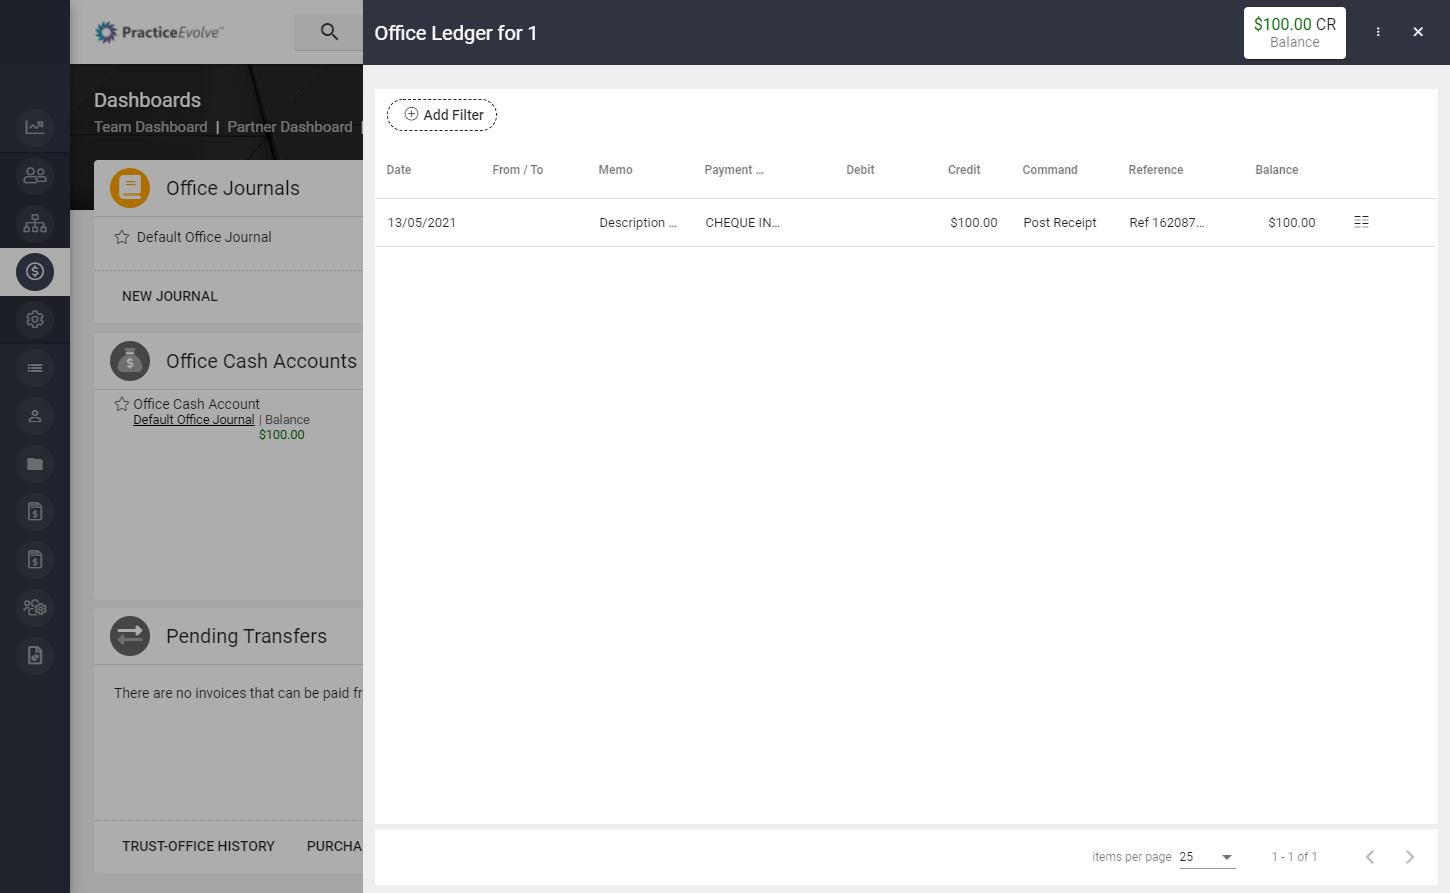 PracticeEvolve™
Office Ledger for 1
$100.00 CR
Balance
Dashboards
Team Dashboard | Partner Dashboard |
Office Journals
Default Office Journal
NEW JOURNAL
Office Cash Accounts
Office Cash Account
Default Office Journal | Balance
$100.00
Pending Transfers
There are no invoices that can be paid fr
TRUST-OFFICE HISTORY PURCHA
Add Filter
Date From / To Memo Payment ... Debit Credit Command Reference Balance
13/05/2021 Description ... CHEQUE IN... $100.00 Post Receipt Ref 162087... $100.00
items per page 25 1 - 1 of 1